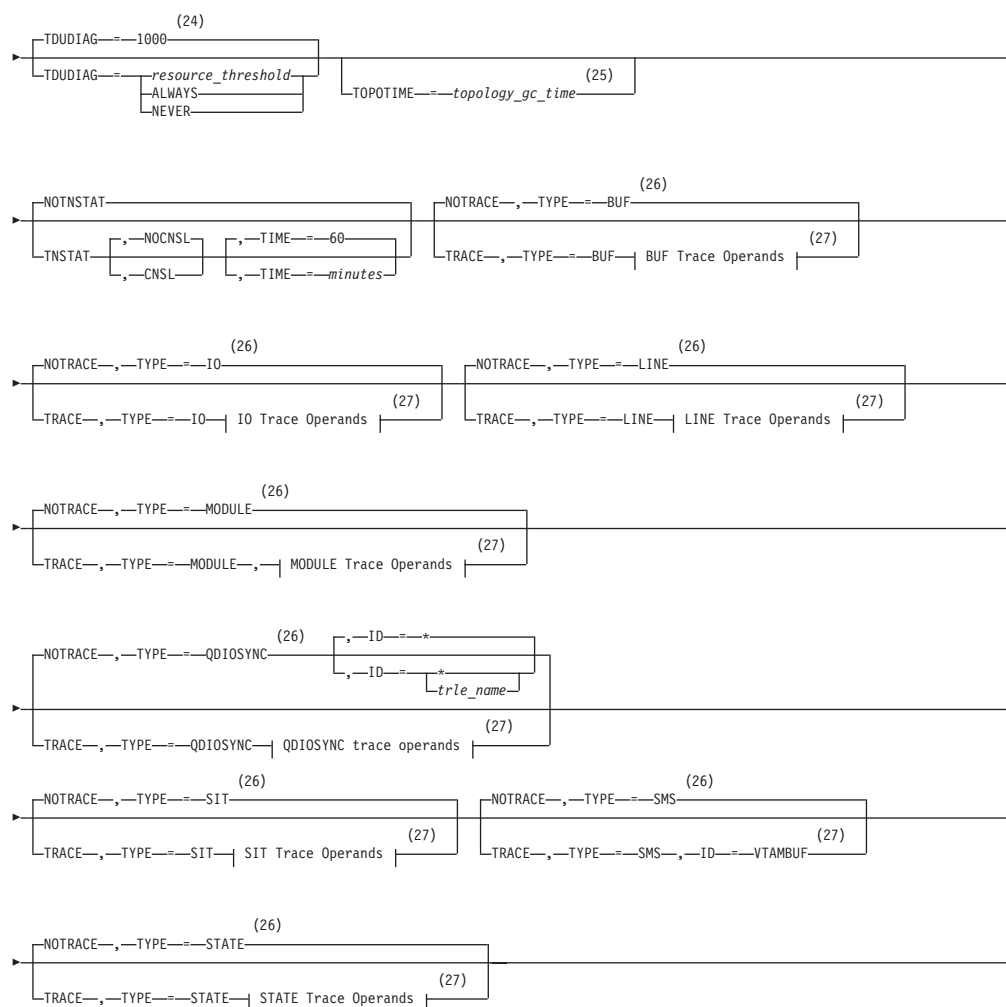 (24)
TDUDIAG = 1000
TDUDIAG = resource_threshold
ALWAYS
NEVER
(25)
TOPOTIME = topology_gc_time
NOTNSTAT
TNSTAT , NOCNSL , TIME = 60
, CNSL , TIME = minutes
(26)
NOTRACE , TYPE = BUF
(27)
TRACE , TYPE = BUF BUF Trace Operands
(26)
NOTRACE , TYPE = IO
(27)
TRACE , TYPE = IO IO Trace Operands
(26)
NOTRACE , TYPE = LINE
(27)
TRACE , TYPE = LINE LINE Trace Operands
(26)
NOTRACE , TYPE = MODULE
(27)
TRACE , TYPE = MODULE , MODULE Trace Operands
(26)
NOTRACE , TYPE = QDIOSYNC , ID = *
, ID = *
trle_name
(27)
TRACE , TYPE = QDIOSYNC QDIOSYNC trace operands
(26)
NOTRACE , TYPE = SIT
(27)
TRACE , TYPE = SIT SIT Trace Operands
(26)
NOTRACE , TYPE = SMS
(27)
TRACE , TYPE = SMS , ID = VTAMBUF
(26)
NOTRACE , TYPE = STATE
(27)
TRACE , TYPE = STATE STATE Trace Operands